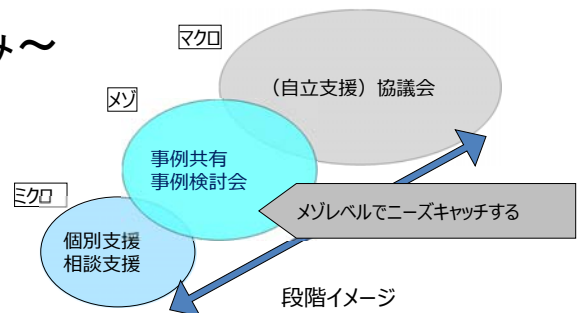 み～
マクロ
（自立支援）協議会
メゾ
事例共有
事例検討会
ミクロ
メゾレベルでニーズキャッチする
個別支援
相談支援
段階イメージ